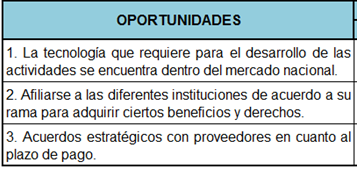 OPORTUNIDADES
1. La tecnología que requiere para el desarrollo de las
actividades se encuentra dentro del mercado nacional.
2. Afiliarse a las diferentes instituciones de acuerdo a su
rama para adquirir ciertos beneficios y derechos.
3. Acuerdos estratégicos con proveedores en cuanto al
plazo de pago.